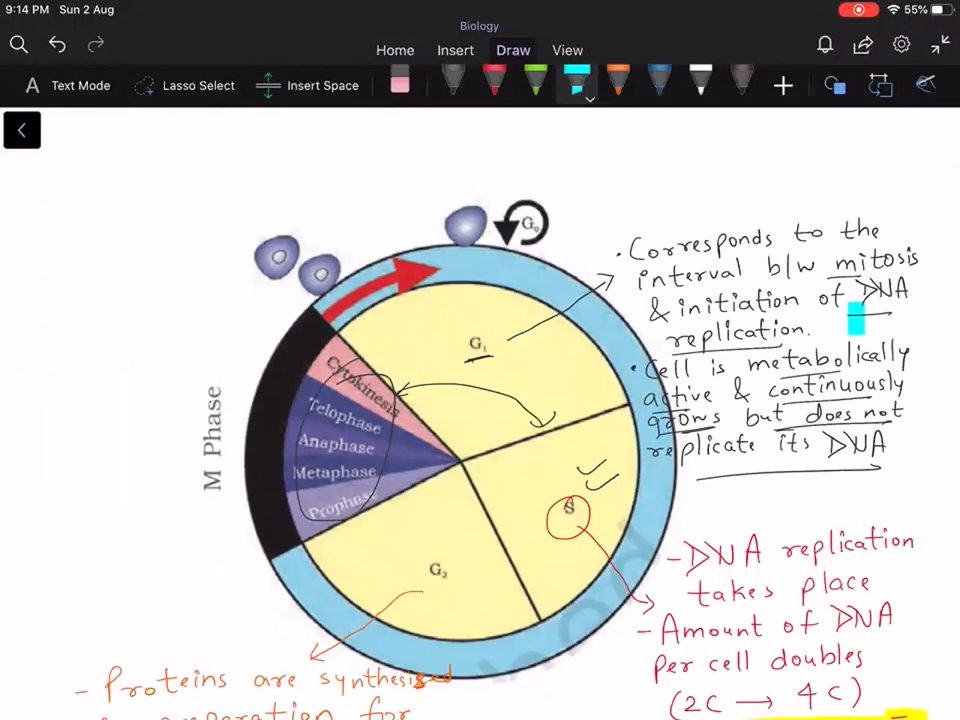 9:14 PM Sun 2 Aug
55%
Biology
Home Insert Draw View
Text Mode
Lasso Select
Insert Space
G0
· Corresponds to the
interval b/w mitosis
& initiation of DNA
replication.
· Cell is metabolically
active & continuously
grows but does not
replicate its DNA
G1
Cytokinesis
Telophase
Anaphase
Metaphase
Prophase
M Phase
S
G2
- DNA replication
takes place
- Amount of DNA
per cell doubles
(2C → 4C)
- Proteins are synthesised